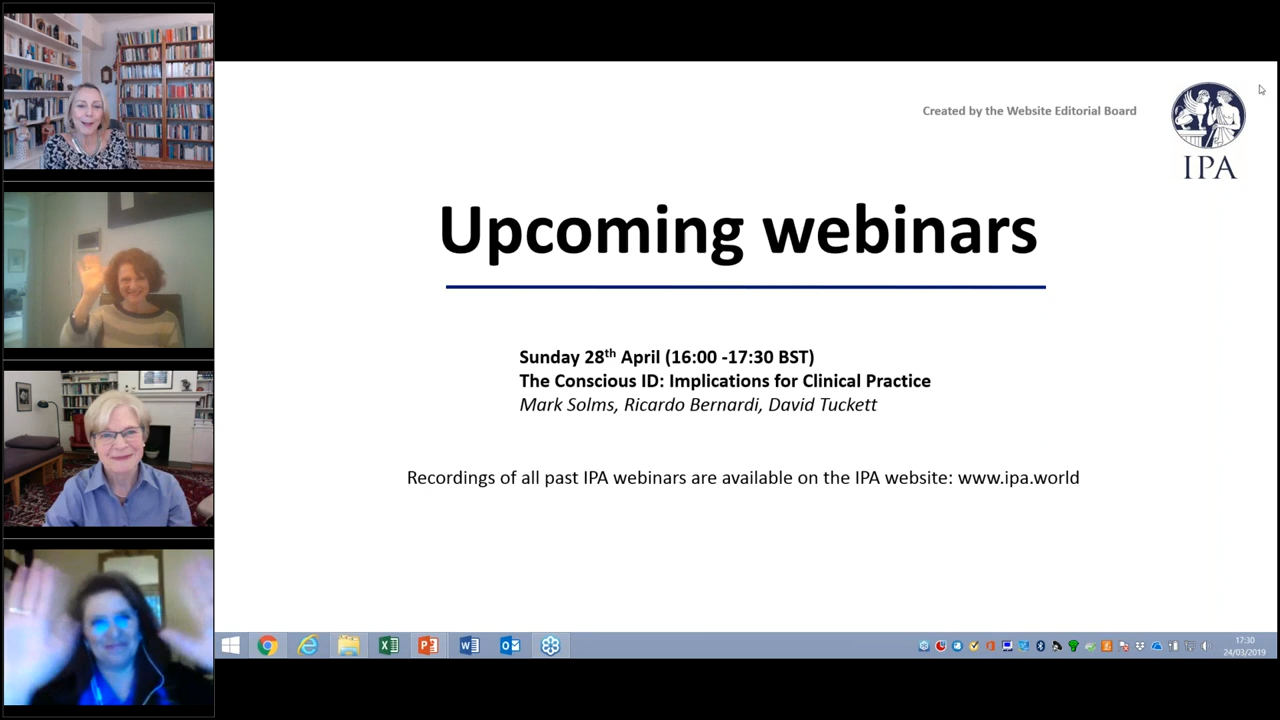 Created by the Website Editorial Board
IPA
Upcoming webinars
Sunday 28th April (16:00 -17:30 BST)
The Conscious ID: Implications for Clinical Practice
Mark Solms, Ricardo Bernardi, David Tuckett
Recordings of all past IPA webinars are available on the IPA website: www.ipa.world
17:30
24/03/2019